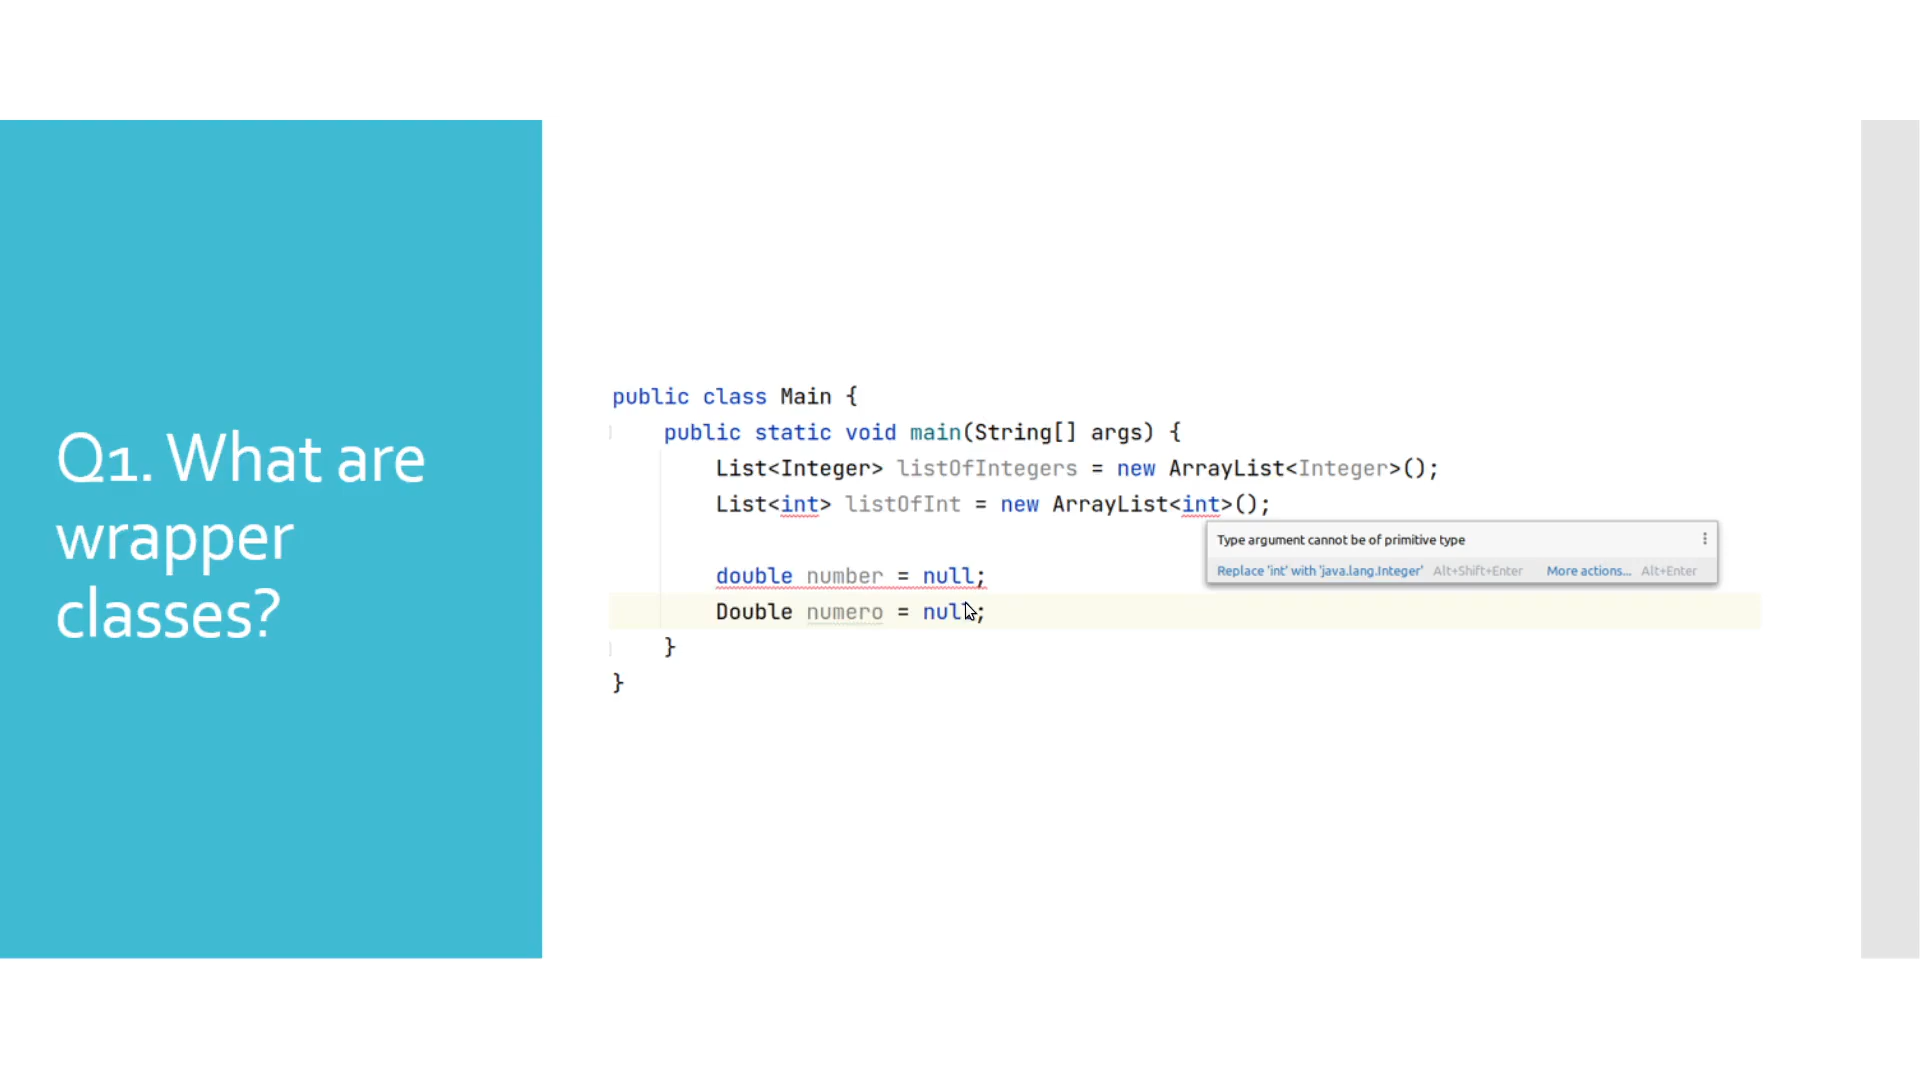 Q1. What are
wrapper
classes?
public class Main {
public static void main(String[] args) {
List<Integer> listOfIntegers = new ArrayList<Integer>();
List<int> listOfInt = new ArrayList<int>();
Type argument cannot be of primitive type
Replace 'int' with 'java.lang.Integer' Alt+Shift+Enter More actions... Alt+Enter
double number = null;
Double numero = null;
}
}